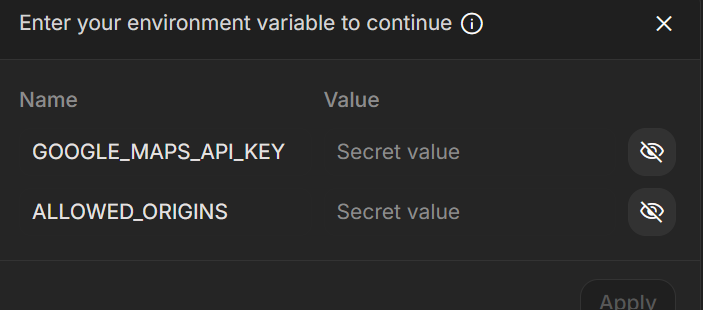 Enter your environment variable to continue
Name Value
GOOGLE_MAPS_API_KEY Secret value
ALLOWED_ORIGINS Secret value
Apply